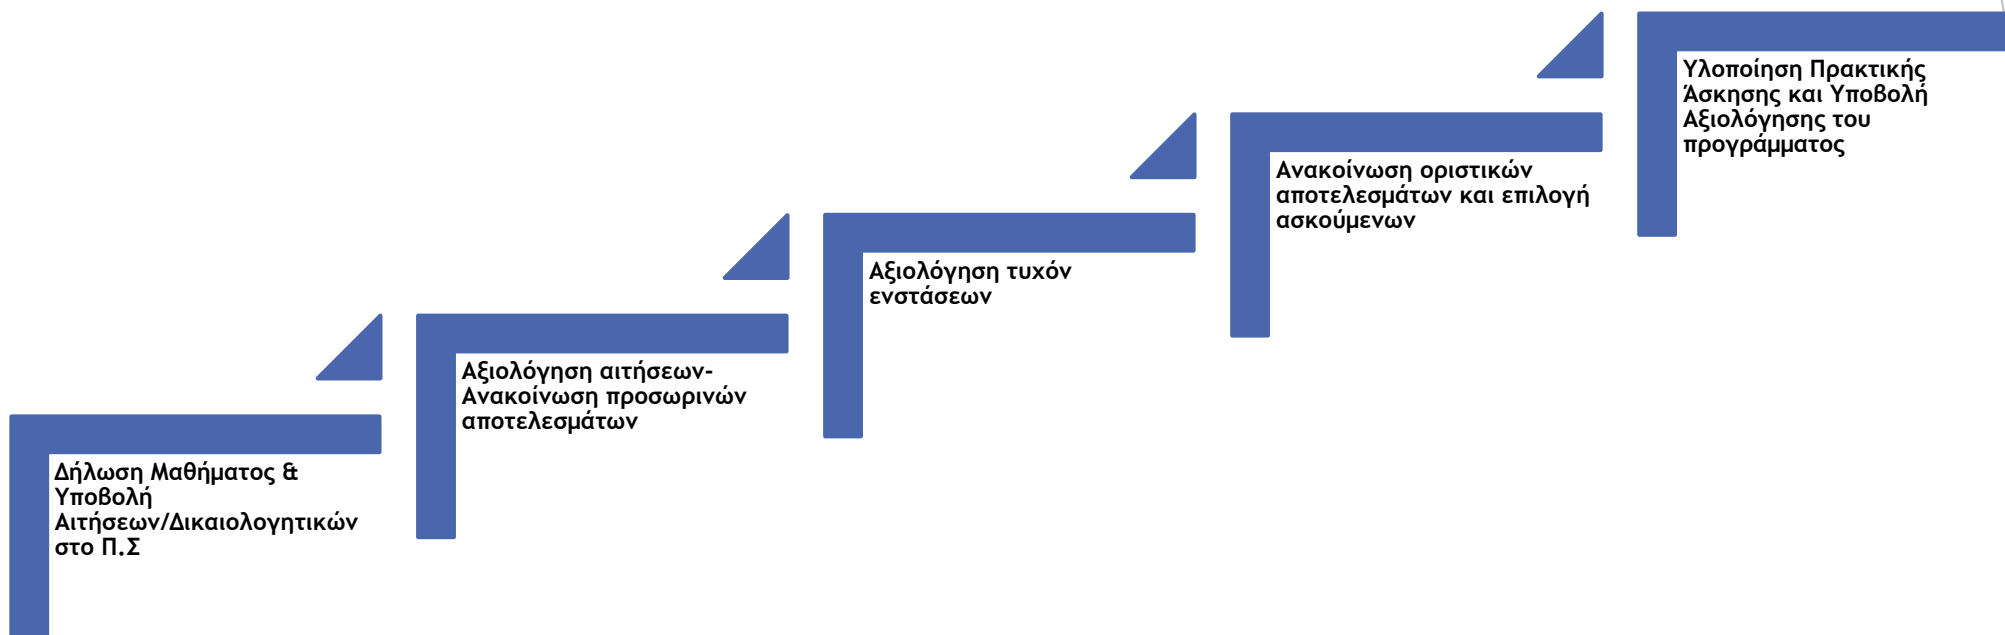 Δήλωση Μαθήματος &
Υποβολή
Αιτήσεων/Δικαιολογητικών
στο Π.Σ
Αξιολόγηση αιτήσεων-
Ανακοίνωση προσωρινών
αποτελεσμάτων
Αξιολόγηση τυχόν
ενστάσεων
Ανακοίνωση οριστικών
αποτελεσμάτων και επιλογή
ασκούμενων
Υλοποίηση Πρακτικής
Άσκησης και Υποβολή
Αξιολόγησης του
προγράμματος